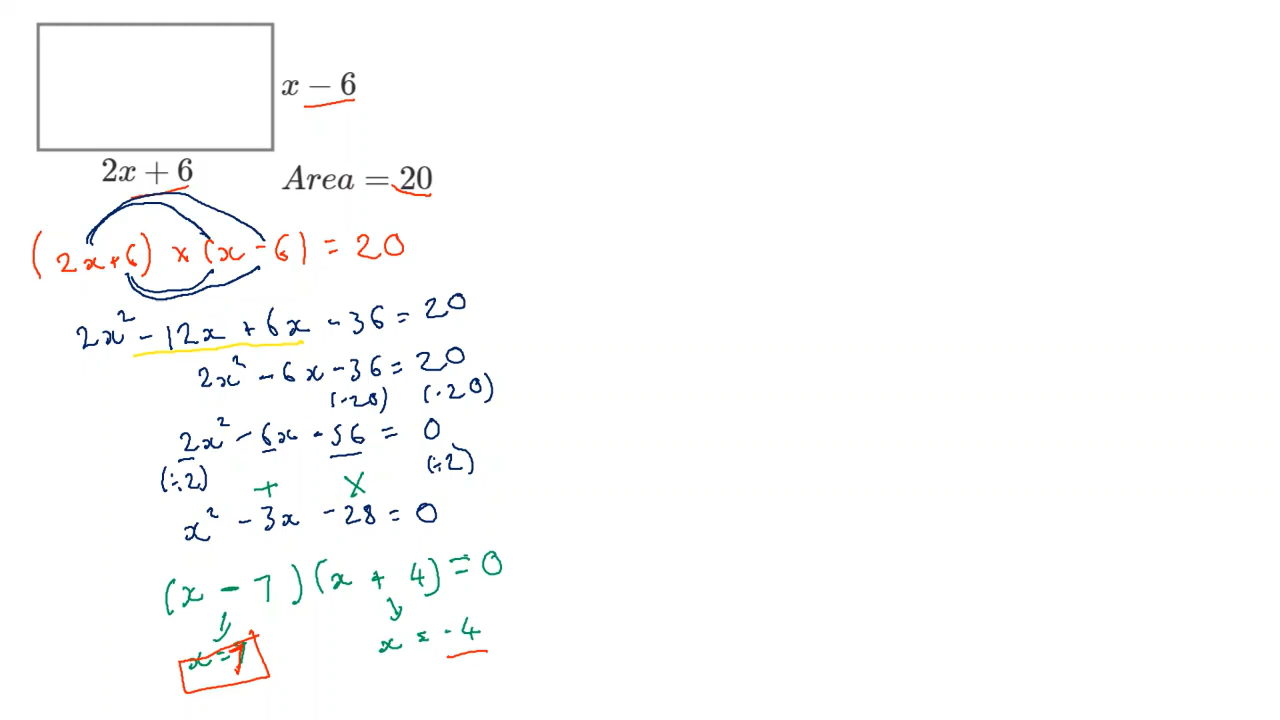 x − 6
2x + 6
Area = 20
(2x+6) × (x − 6) = 20
2x² − 12x + 6x − 36 = 20
2x² − 6x − 36 = 20
(-20) (-20)
2x² − 6x − 56 = 0
(÷2) (÷2)
+ ×
x² − 3x − 28 = 0
(x − 7)(x + 4) = 0
x = 7 x = -4